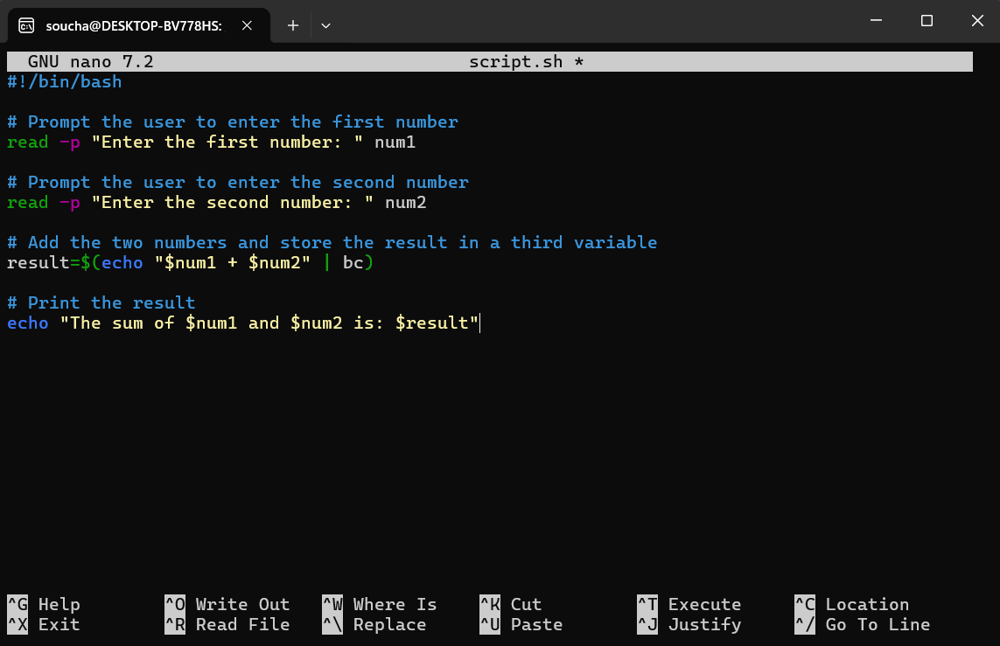 soucha@DESKTOP-BV778HS:
GNU nano 7.2 script.sh *
#!/bin/bash
# Prompt the user to enter the first number
read -p "Enter the first number: " num1
# Prompt the user to enter the second number
read -p "Enter the second number: " num2
# Add the two numbers and store the result in a third variable
result=$(echo "$num1 + $num2" | bc)
# Print the result
echo "The sum of $num1 and $num2 is: $result"
^G Help ^O Write Out ^W Where Is ^K Cut ^T Execute ^C Location
^X Exit ^R Read File ^\ Replace ^U Paste ^J Justify ^/ Go To Line